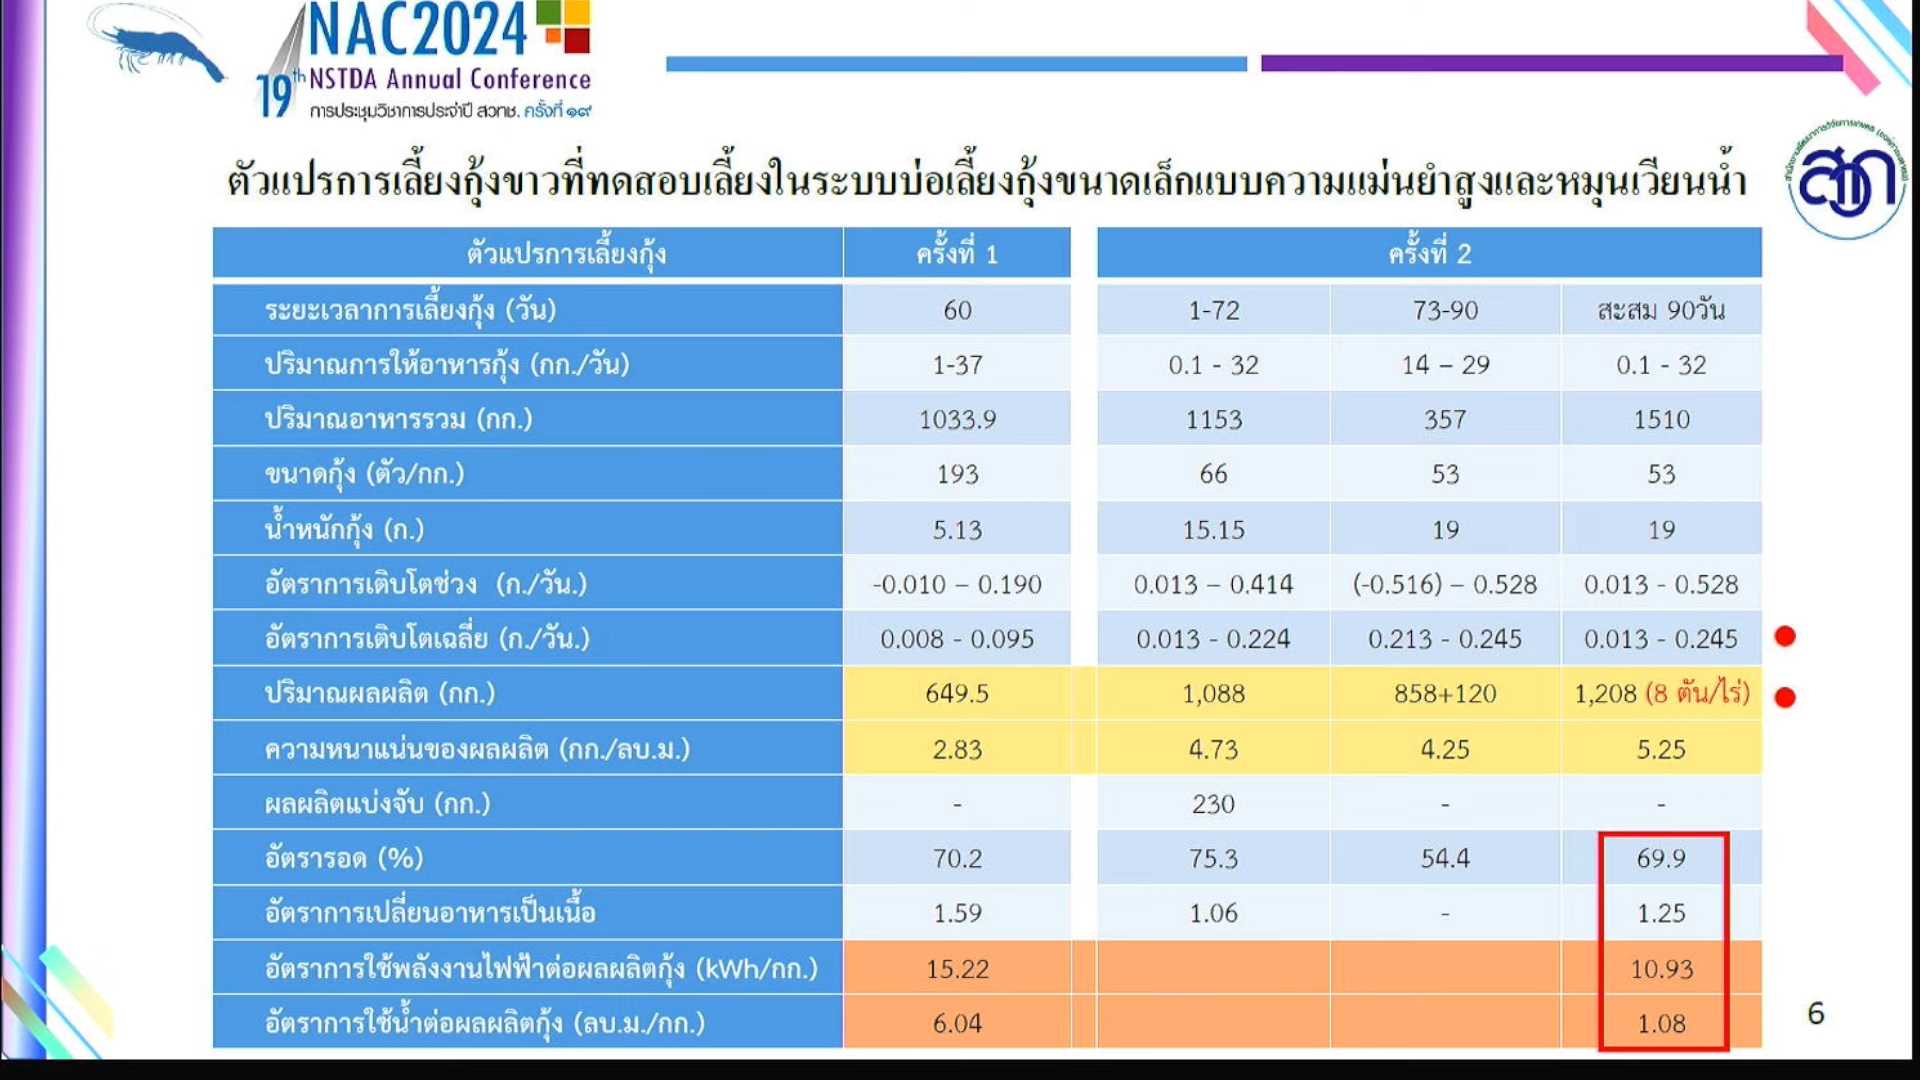 NAC2024
19th NSTDA Annual Conference
การประชุมวิชาการประจำปี สวทช. ครั้งที่ ๑๙
สวก
ตัวแปรการเลี้ยงกุ้งขาวที่ทดสอบเลี้ยงในระบบบ่อเลี้ยงกุ้งขนาดเล็กแบบความแม่นยำสูงและหมุนเวียนน้ำ
ตัวแปรการเลี้ยงกุ้ง ครั้งที่ 1 ครั้งที่ 2
ระยะเวลาการเลี้ยงกุ้ง (วัน) 60 1-72 73-90 สะสม 90วัน
ปริมาณการให้อาหารกุ้ง (กก./วัน) 1-37 0.1 - 32 14 – 29 0.1 - 32
ปริมาณอาหารรวม (กก.) 1033.9 1153 357 1510
ขนาดกุ้ง (ตัว/กก.) 193 66 53 53
น้ำหนักกุ้ง (ก.) 5.13 15.15 19 19
อัตราการเติบโตช่วง (ก./วัน.) -0.010 – 0.190 0.013 – 0.414 (-0.516) – 0.528 0.013 - 0.528
อัตราการเติบโตเฉลี่ย (ก./วัน.) 0.008 - 0.095 0.013 - 0.224 0.213 - 0.245 0.013 - 0.245
ปริมาณผลผลิต (กก.) 649.5 1,088 858+120 1,208 (8 ตัน/ไร่)
ความหนาแน่นของผลผลิต (กก./ลบ.ม.) 2.83 4.73 4.25 5.25
ผลผลิตแบ่งจับ (กก.) - 230 - -
อัตรารอด (%) 70.2 75.3 54.4 69.9
อัตราการเปลี่ยนอาหารเป็นเนื้อ 1.59 1.06 - 1.25
อัตราการใช้พลังงานไฟฟ้าต่อผลผลิตกุ้ง (kWh/กก.) 15.22 10.93
อัตราการใช้น้ำต่อผลผลิตกุ้ง (ลบ.ม./กก.) 6.04 1.08
6